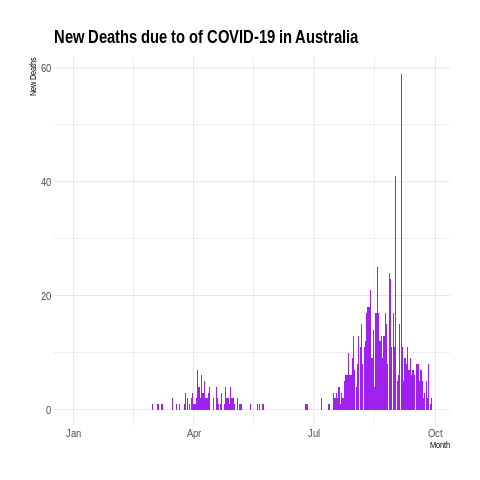 New Deaths due to of COVID-19 in Australia
New Deaths
60
40
20
0
Jan Apr Jul Oct
Month